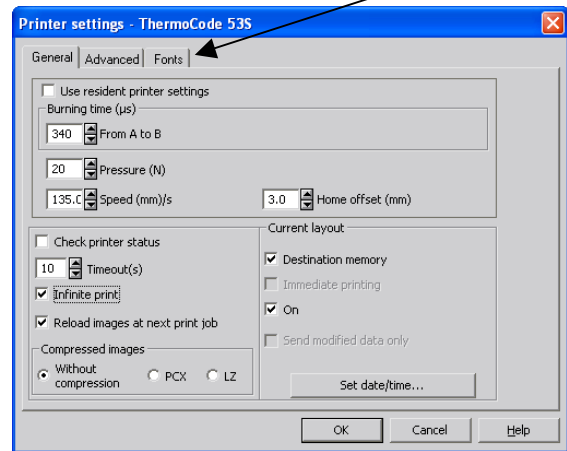 Printer settings - ThermoCode 53S
General Advanced Fonts
Use resident printer settings
Burning time (µs)
340 From A to B
20 Pressure (N)
135.0 Speed (mm)/s 3.0 Home offset (mm)
Check printer status
10 Timeout(s)
Infinite print
Reload images at next print job
Compressed images
Without compression PCX LZ
Current layout
Destination memory
Immediate printing
On
Send modified data only
Set date/time...
OK Cancel Help